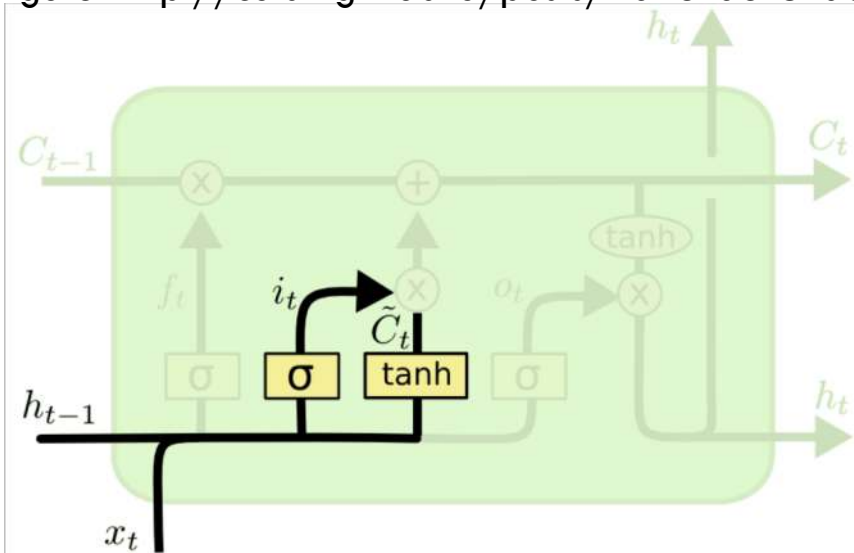 h_t
C_{t-1} × + C_t
tanh
f_t i_t × o_t ×
C̃_t
σ σ tanh σ
h_{t-1} h_t
x_t